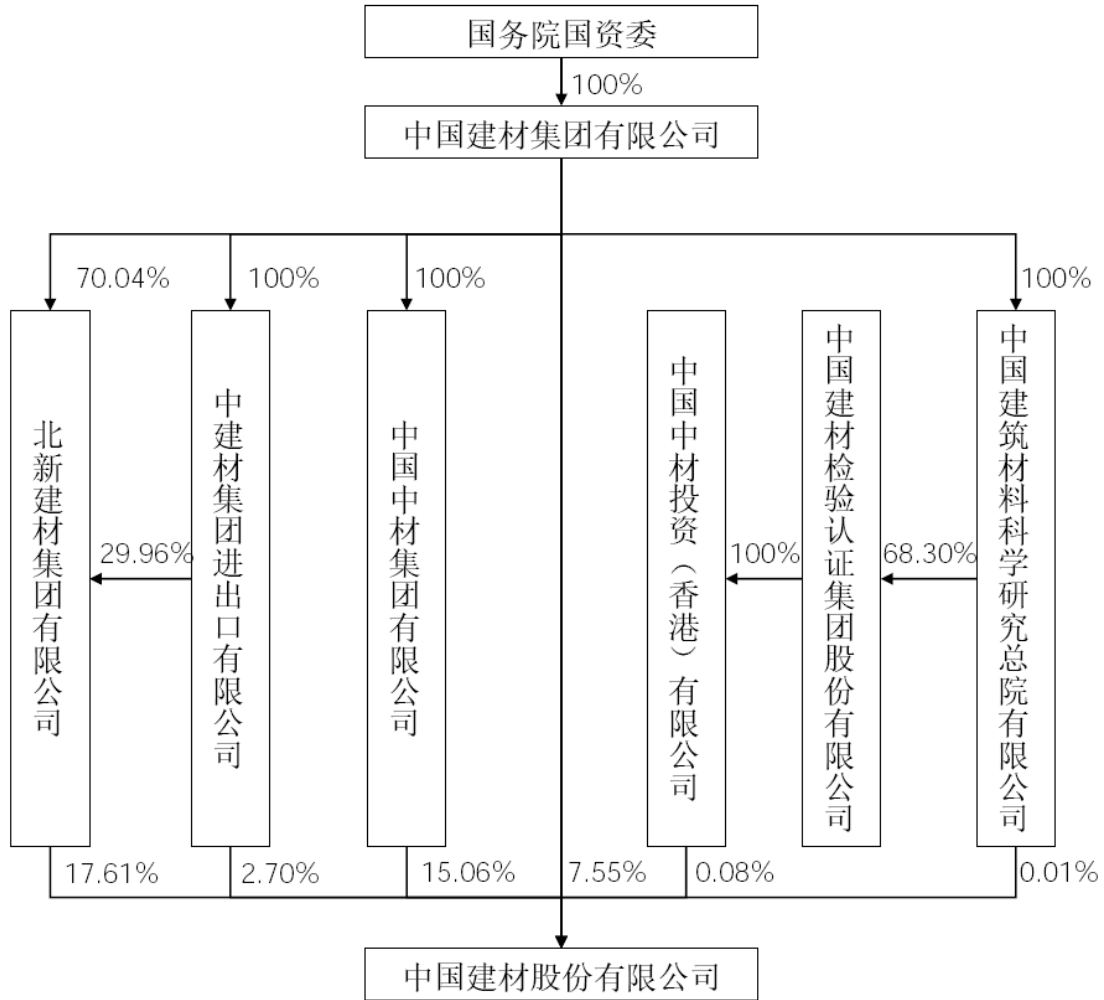 国务院国资委
100%
中国建材集团有限公司
70.04%
100%
100%
100%
北新建材集团有限公司
29.96%
中建材集团进出口有限公司
中国中材集团有限公司
中国中材投资（香港）有限公司
100%
中国建材检验认证集团股份有限公司
68.30%
中国建筑材料科学研究总院有限公司
17.61%
2.70%
15.06%
7.55%
0.08%
0.01%
中国建材股份有限公司